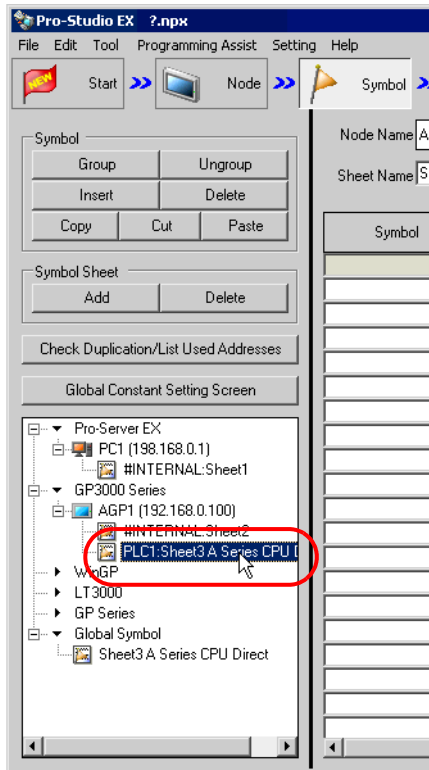 Pro-Studio EX ?.npx
File Edit Tool Programming Assist Setting Help
NEW Start Node Symbol
Symbol
Group Ungroup
Insert Delete
Copy Cut Paste
Symbol Sheet
Add Delete
Check Duplication/List Used Addresses
Global Constant Setting Screen
Pro-Server EX
PC1 (198.168.0.1)
#INTERNAL:Sheet1
GP3000 Series
AGP1 (192.168.0.100)
#INTERNAL:Sheet2
PLC1:Sheet3 A Series CPU D
WinGP
LT3000
GP Series
Global Symbol
Sheet3 A Series CPU Direct
Node Name A
Sheet Name S
Symbol